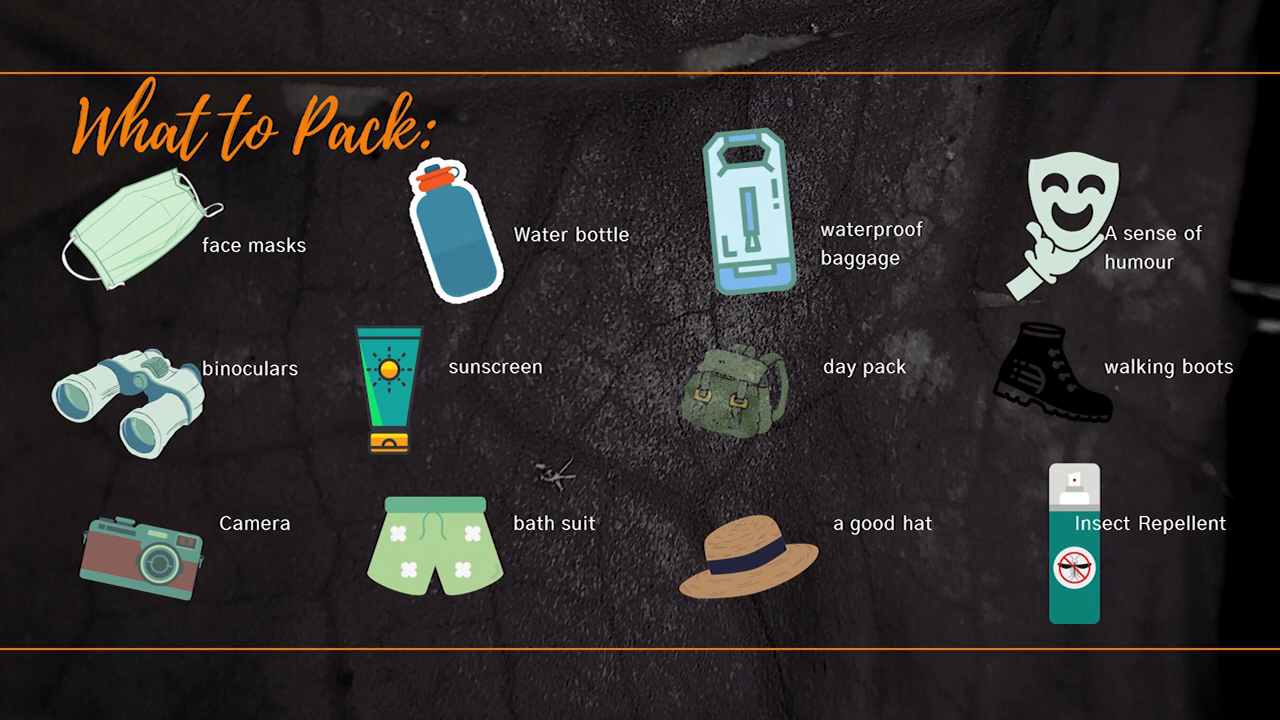 What to Pack:
face masks
Water bottle
waterproof
baggage
A sense of
humour
binoculars
sunscreen
day pack
walking boots
Camera
bath suit
a good hat
Insect Repellent